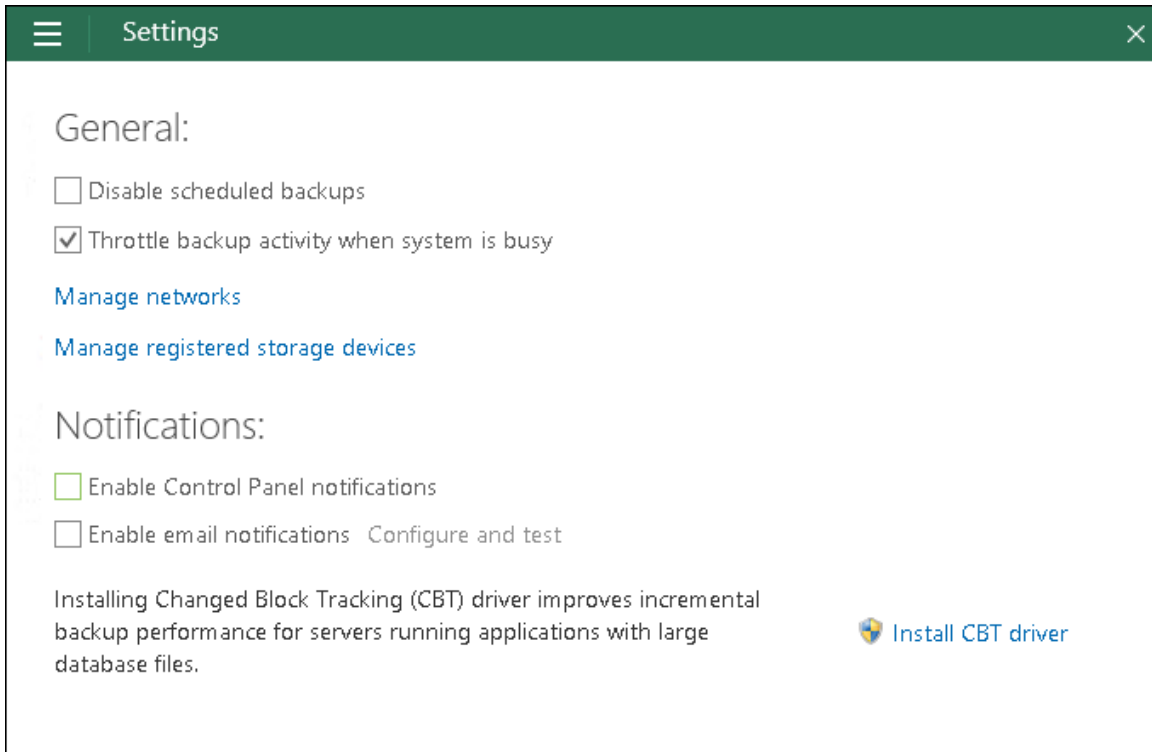 Settings
General:
Disable scheduled backups
Throttle backup activity when system is busy
Manage networks
Manage registered storage devices
Notifications:
Enable Control Panel notifications
Enable email notifications Configure and test
Installing Changed Block Tracking (CBT) driver improves incremental
backup performance for servers running applications with large
database files.
Install CBT driver